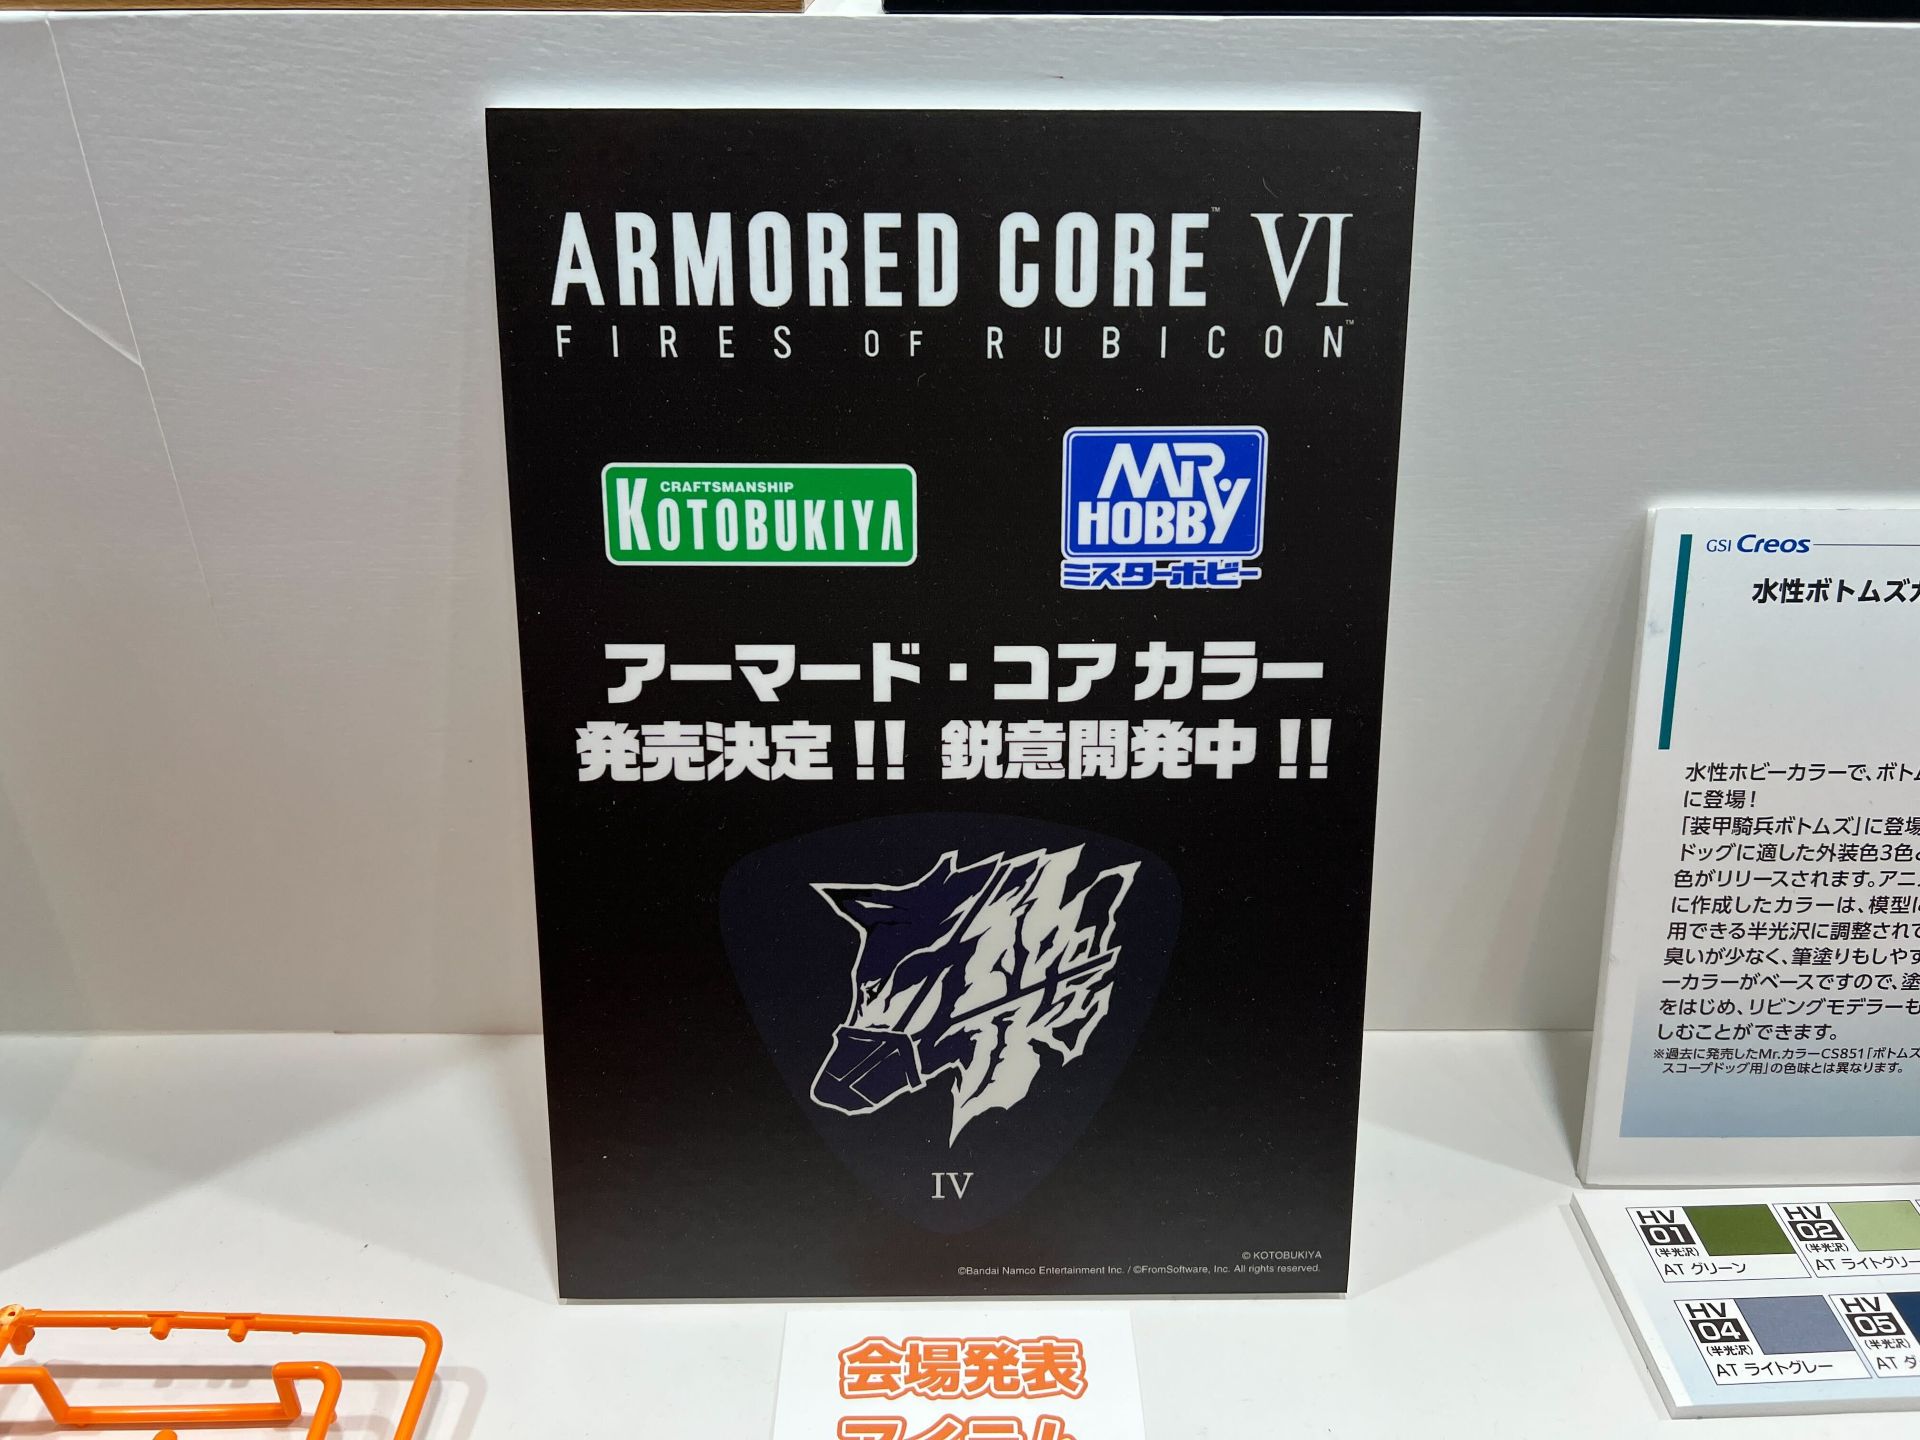 ARMORED CORE™ VI
FIRES OF RUBICON™
CRAFTSMANSHIP
KOTOBUKIYA
MR.
HOBBY
ミスターホビー
アーマード・コア カラー
発売決定!! 鋭意開発中!!
IV
© KOTOBUKIYA
©Bandai Namco Entertainment Inc. / ©FromSoftware, Inc. All rights reserved.
会場発表
アイテム
GSI Creos
水性ボトムズカ
水性ホビーカラーで、ボトム
に登場!
「装甲騎兵ボトムズ」に登場
ドッグに適した外装色3色と
色がリリースされます。アニ
に作成したカラーは、模型に
用できる半光沢に調整されて
臭いが少なく、筆塗りもしやす
ーカラーがベースですので、塗
をはじめ、リビングモデラーも
しむことができます。
※過去に発売したMr.カラーCS851「ボトムズ
スコープドッグ用」の色味とは異なります。
HV
01
(半光沢)
AT グリーン
HV
02
(半光沢)
AT ライトグリー
HV
04
(半光沢)
AT ライトグレー
HV
05
(半光沢)
AT ダ